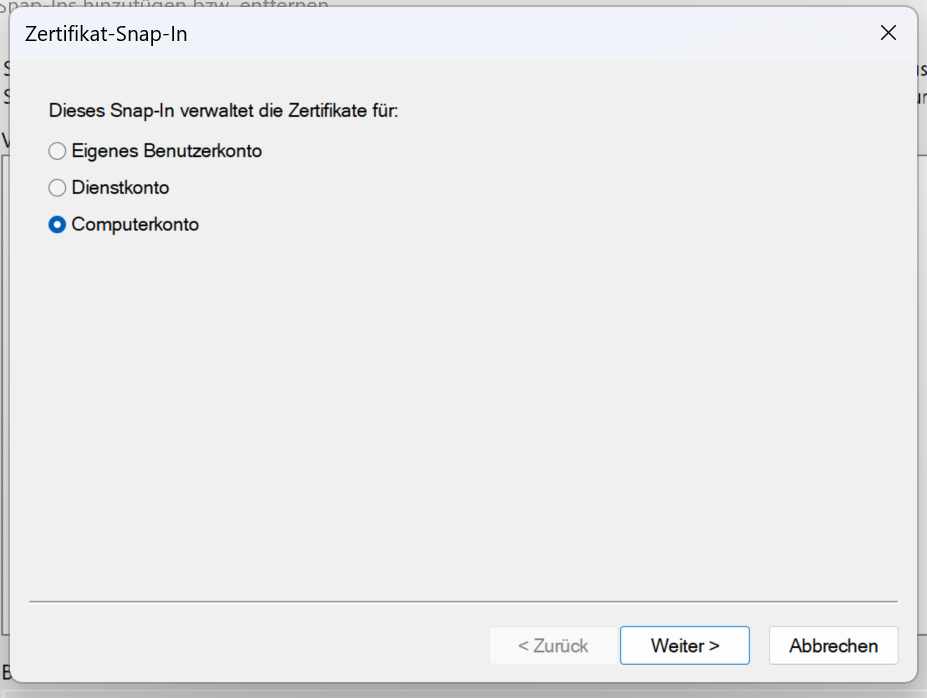 Snap-Ins hinzufügen bzw. entfernen
Zertifikat-Snap-In
Dieses Snap-In verwaltet die Zertifikate für:
Eigenes Benutzerkonto
Dienstkonto
Computerkonto
< Zurück
Weiter >
Abbrechen